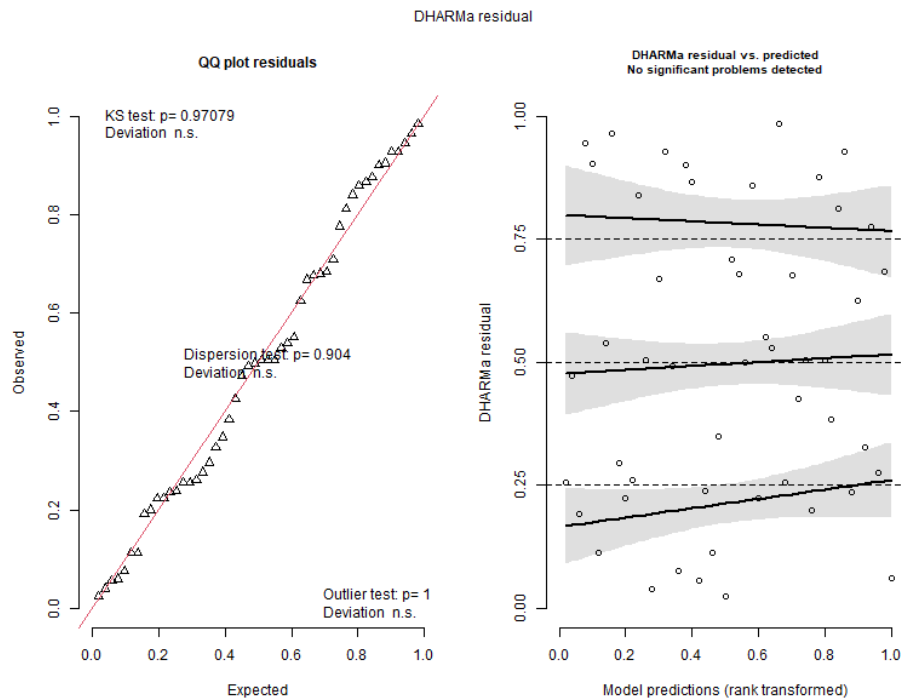 DHARMa residual
QQ plot residuals
KS test: p= 0.97079
Deviation n.s.
Dispersion test: p= 0.904
Deviation n.s.
Outlier test: p= 1
Deviation n.s.
Observed
0.0
0.2
0.4
0.6
0.8
1.0
0.0 0.2 0.4 0.6 0.8 1.0
Expected
DHARMa residual vs. predicted
No significant problems detected
DHARMa residual
1.00
0.75
0.50
0.25
0.00
0.0 0.2 0.4 0.6 0.8 1.0
Model predictions (rank transformed)